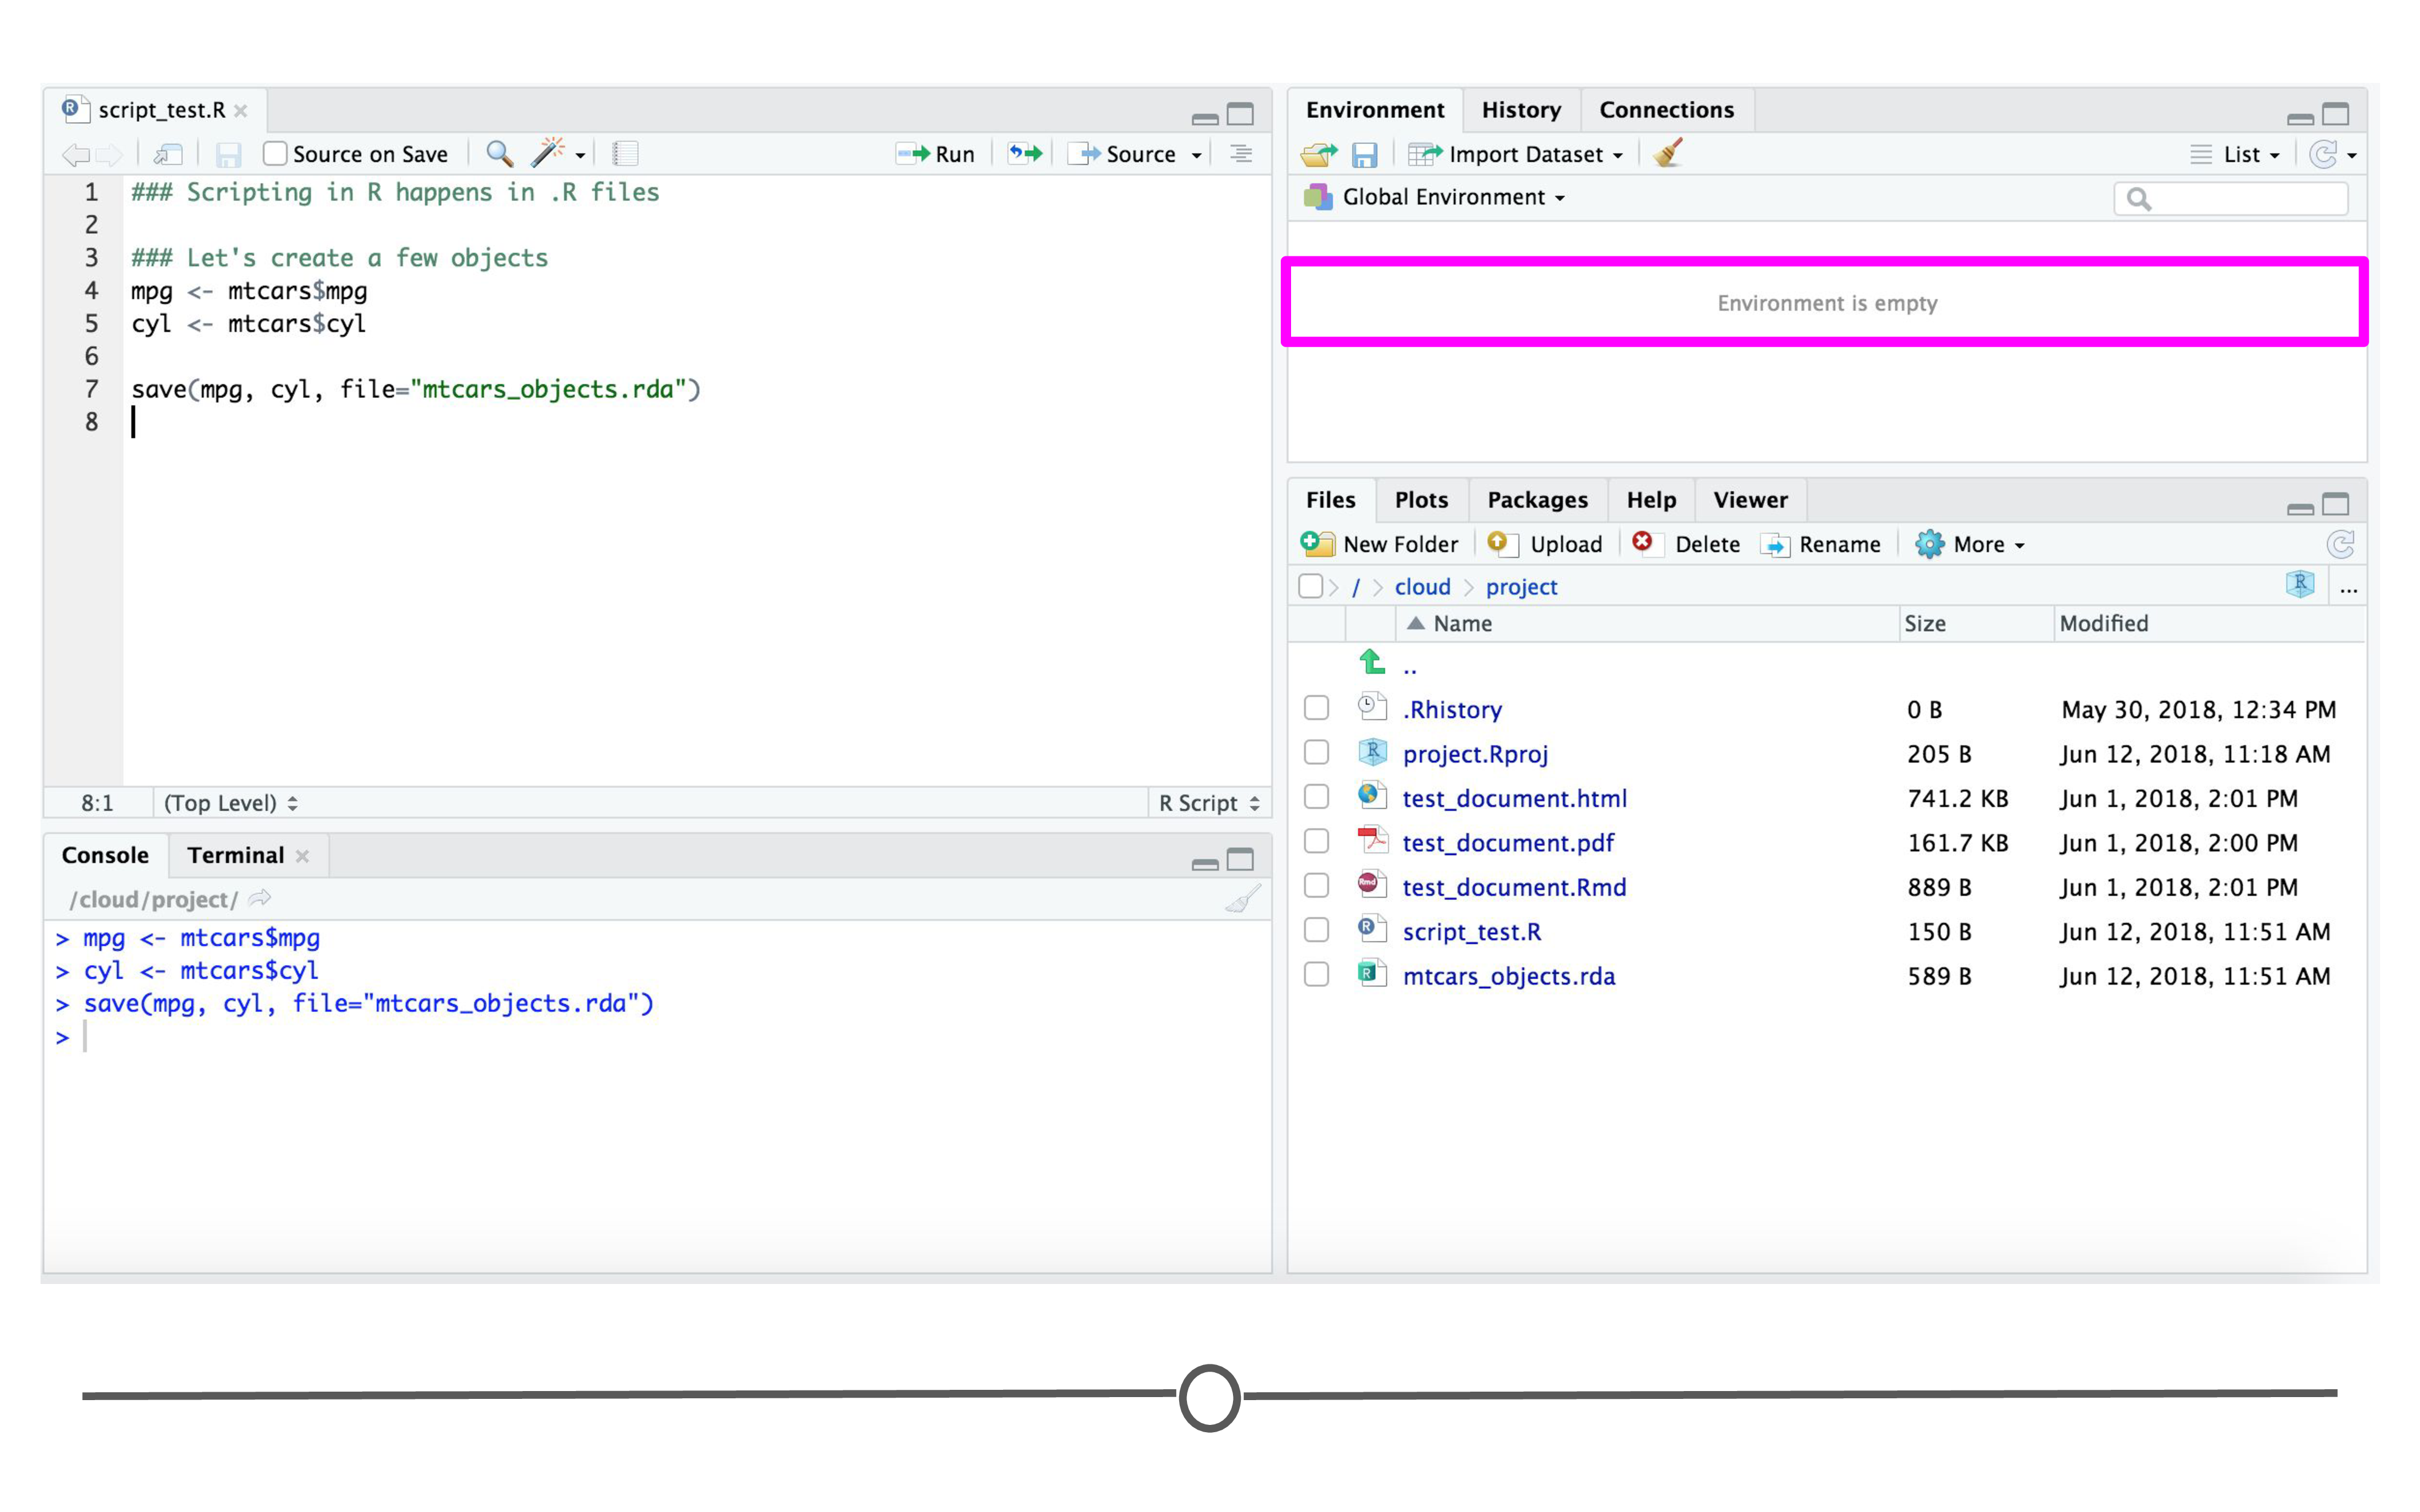 script_test.R
Source on Save
Run
Source
1 ### Scripting in R happens in .R files
2
3 ### Let's create a few objects
4 mpg <- mtcars$mpg
5 cyl <- mtcars$cyl
6
7 save(mpg, cyl, file="mtcars_objects.rda")
8
8:1 (Top Level) R Script
Console Terminal
/cloud/project/
> mpg <- mtcars$mpg
> cyl <- mtcars$cyl
> save(mpg, cyl, file="mtcars_objects.rda")
>
Environment History Connections
Import Dataset List
Global Environment
Environment is empty
Files Plots Packages Help Viewer
New Folder Upload Delete Rename More
/ cloud project ...
Name Size Modified
..
.Rhistory 0 B May 30, 2018, 12:34 PM
project.Rproj 205 B Jun 12, 2018, 11:18 AM
test_document.html 741.2 KB Jun 1, 2018, 2:01 PM
test_document.pdf 161.7 KB Jun 1, 2018, 2:00 PM
test_document.Rmd 889 B Jun 1, 2018, 2:01 PM
script_test.R 150 B Jun 12, 2018, 11:51 AM
mtcars_objects.rda 589 B Jun 12, 2018, 11:51 AM